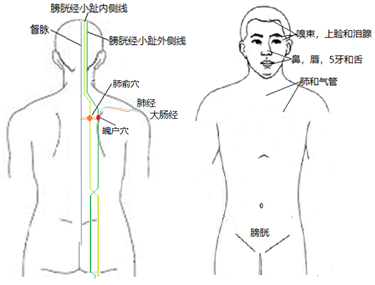 膀胱经小趾内侧线
督脉
膀胱经小趾外侧线
肺俞穴
肺经
大肠经
魄户穴
嗅束，上脸和泪腺
鼻，唇，5牙和舌
肺和气管
膀胱